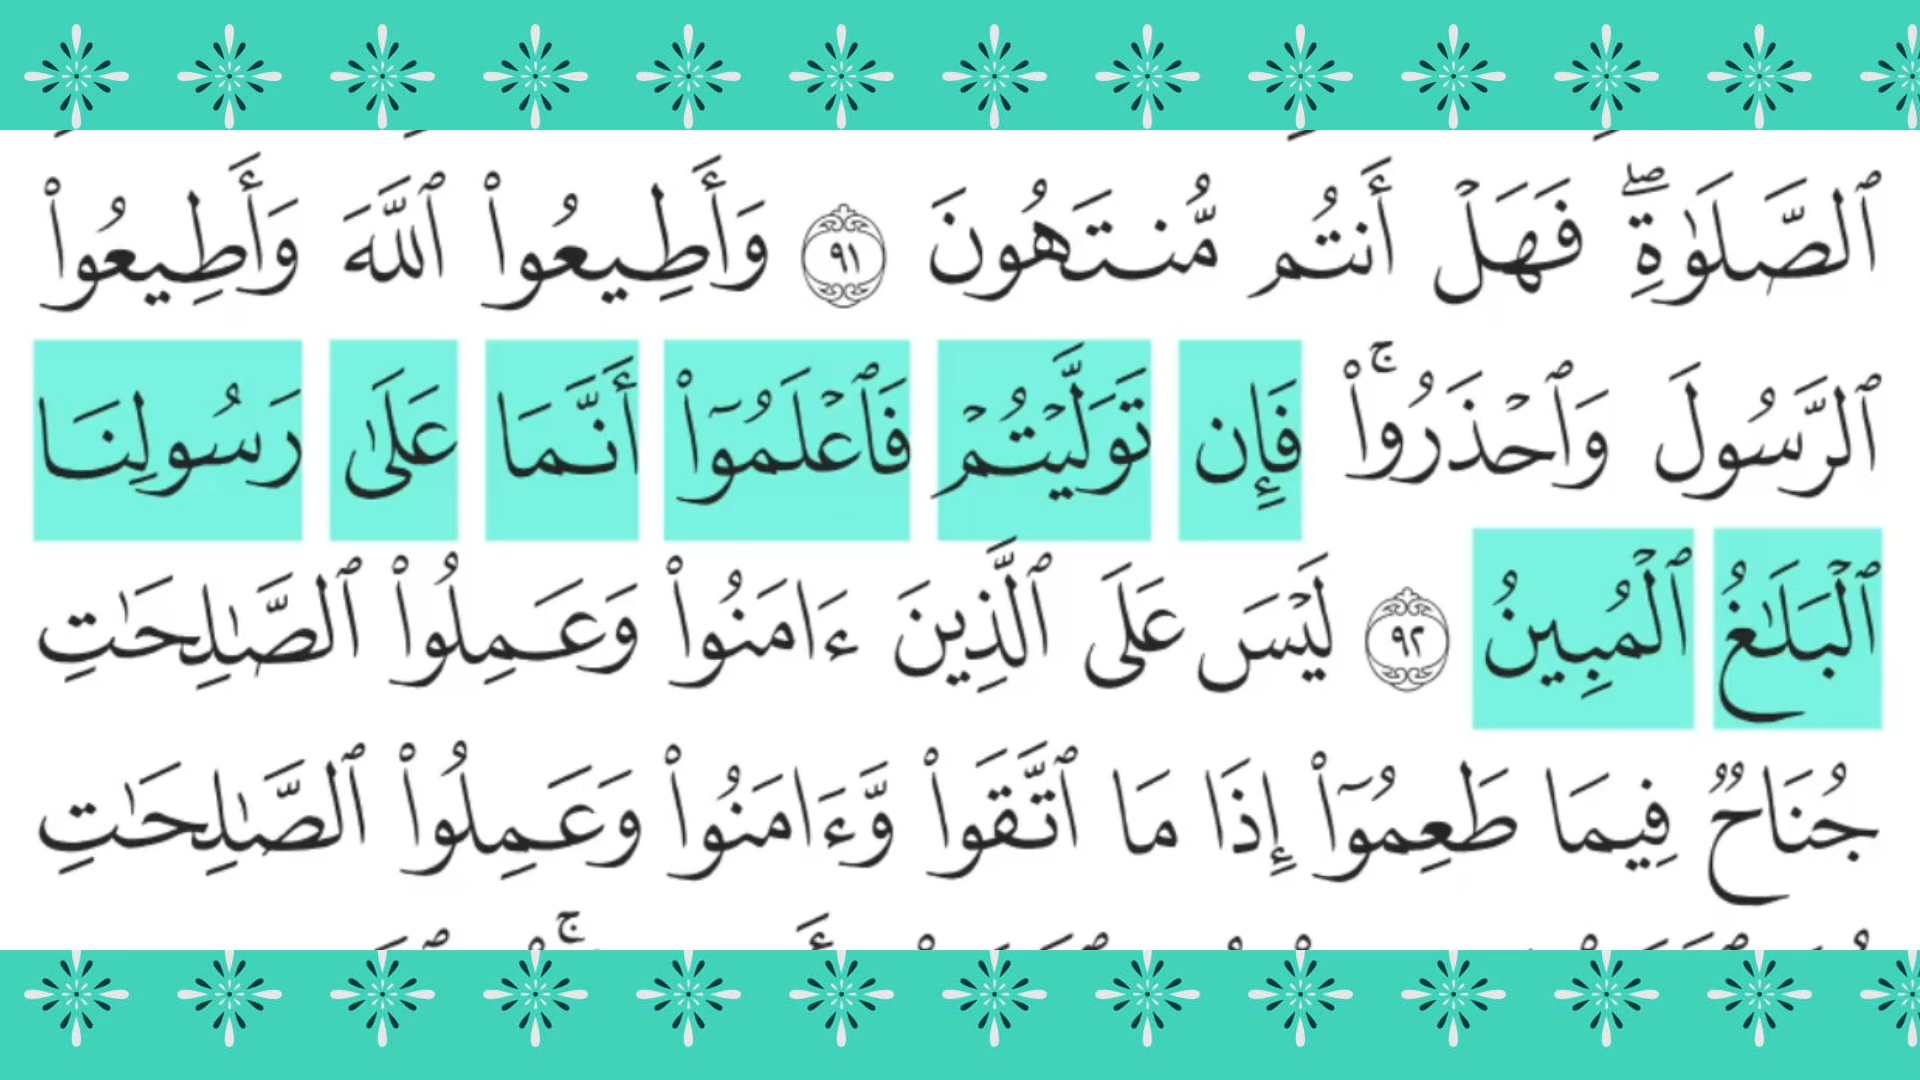 ٱلصَّلَوٰةِۖ فَهَلْ أَنتُم مُّنتَهُونَ ٩١ وَأَطِيعُوا۟ ٱللَّهَ وَأَطِيعُوا۟
ٱلرَّسُولَ وَٱحْذَرُوا۟ۚ فَإِن تَوَلَّيْتُمْ فَٱعْلَمُوٓا۟ أَنَّمَا عَلَىٰ رَسُولِنَا
ٱلْبَلَـٰغُ ٱلْمُبِينُ ٩٢ لَيْسَ عَلَى ٱلَّذِينَ ءَامَنُوا۟ وَعَمِلُوا۟ ٱلصَّـٰلِحَـٰتِ
جُنَاحٌ فِيمَا طَعِمُوٓا۟ إِذَا مَا ٱتَّقَوا۟ وَّءَامَنُوا۟ وَعَمِلُوا۟ ٱلصَّـٰلِحَـٰتِ